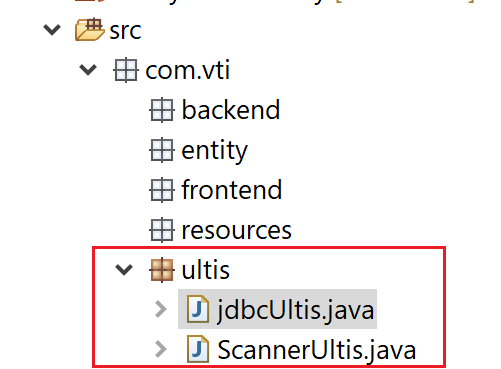 src
com.vti
backend
entity
frontend
resources
ultis
jdbcUltis.java
ScannerUltis.java